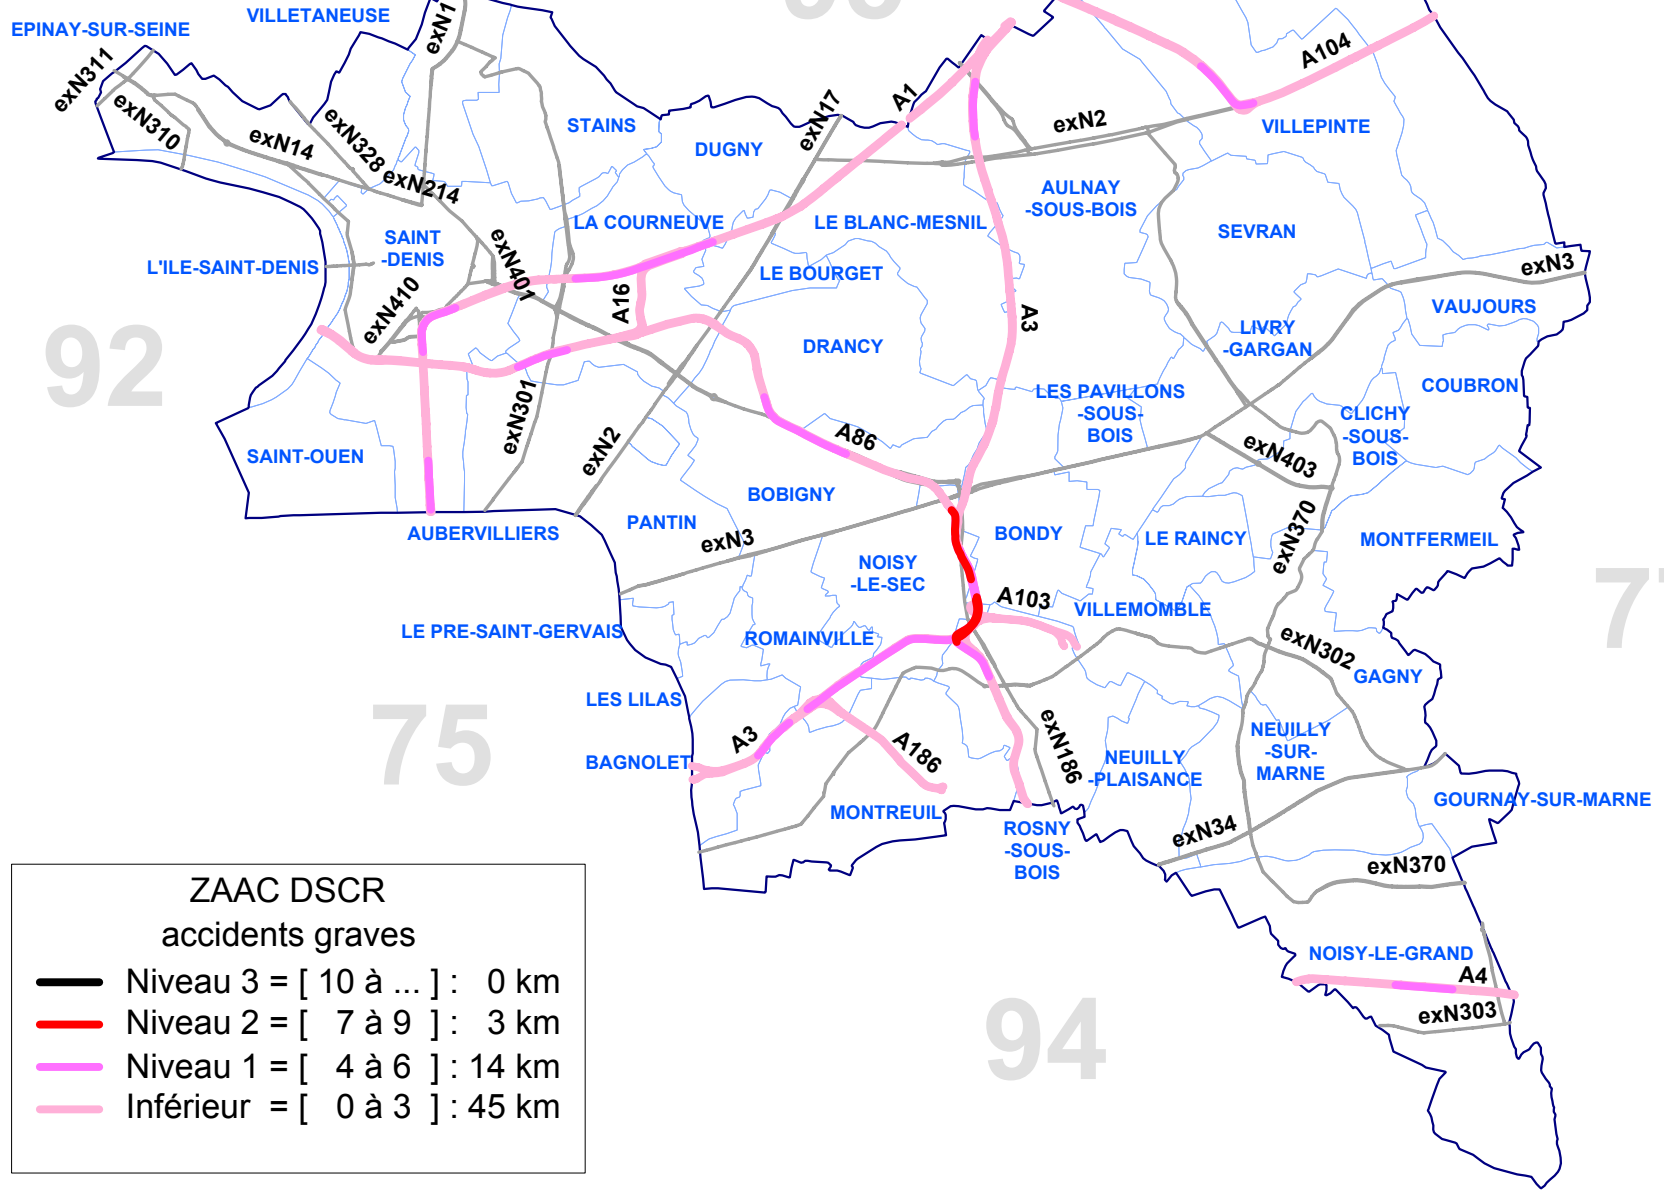 VILLETANEUSE
EPINAY-SUR-SEINE
exN1
exN311
exN310
exN14
exN328
exN214
STAINS
DUGNY
exN17
A1
exN2
A104
VILLEPINTE
AULNAY
-SOUS-BOIS
SEVRAN
LA COURNEUVE
LE BLANC-MESNIL
SAINT
-DENIS
L'ILE-SAINT-DENIS
exN401
exN410
A16
LE BOURGET
DRANCY
A3
exN3
VAUJOURS
LIVRY
-GARGAN
COUBRON
92
LES PAVILLONS
-SOUS-
BOIS
CLICHY
-SOUS-
BOIS
exN301
exN2
A86
exN403
SAINT-OUEN
BOBIGNY
PANTIN
AUBERVILLIERS
exN3
BONDY
LE RAINCY
exN370
MONTFERMEIL
NOISY
-LE-SEC
A103
VILLEMOMBLE
LE PRE-SAINT-GERVAIS
ROMAINVILLE
exN302
GAGNY
LES LILAS
75
A3
A186
exN186
BAGNOLET
NEUILLY
-PLAISANCE
NEUILLY
-SUR-
MARNE
GOURNAY-SUR-MARNE
MONTREUIL
ROSNY
-SOUS-
BOIS
exN34
exN370
NOISY-LE-GRAND
A4
exN303
94
ZAAC DSCR
accidents graves
Niveau 3 = [ 10 à ... ] : 0 km
Niveau 2 = [ 7 à 9 ] : 3 km
Niveau 1 = [ 4 à 6 ] : 14 km
Inférieur = [ 0 à 3 ] : 45 km